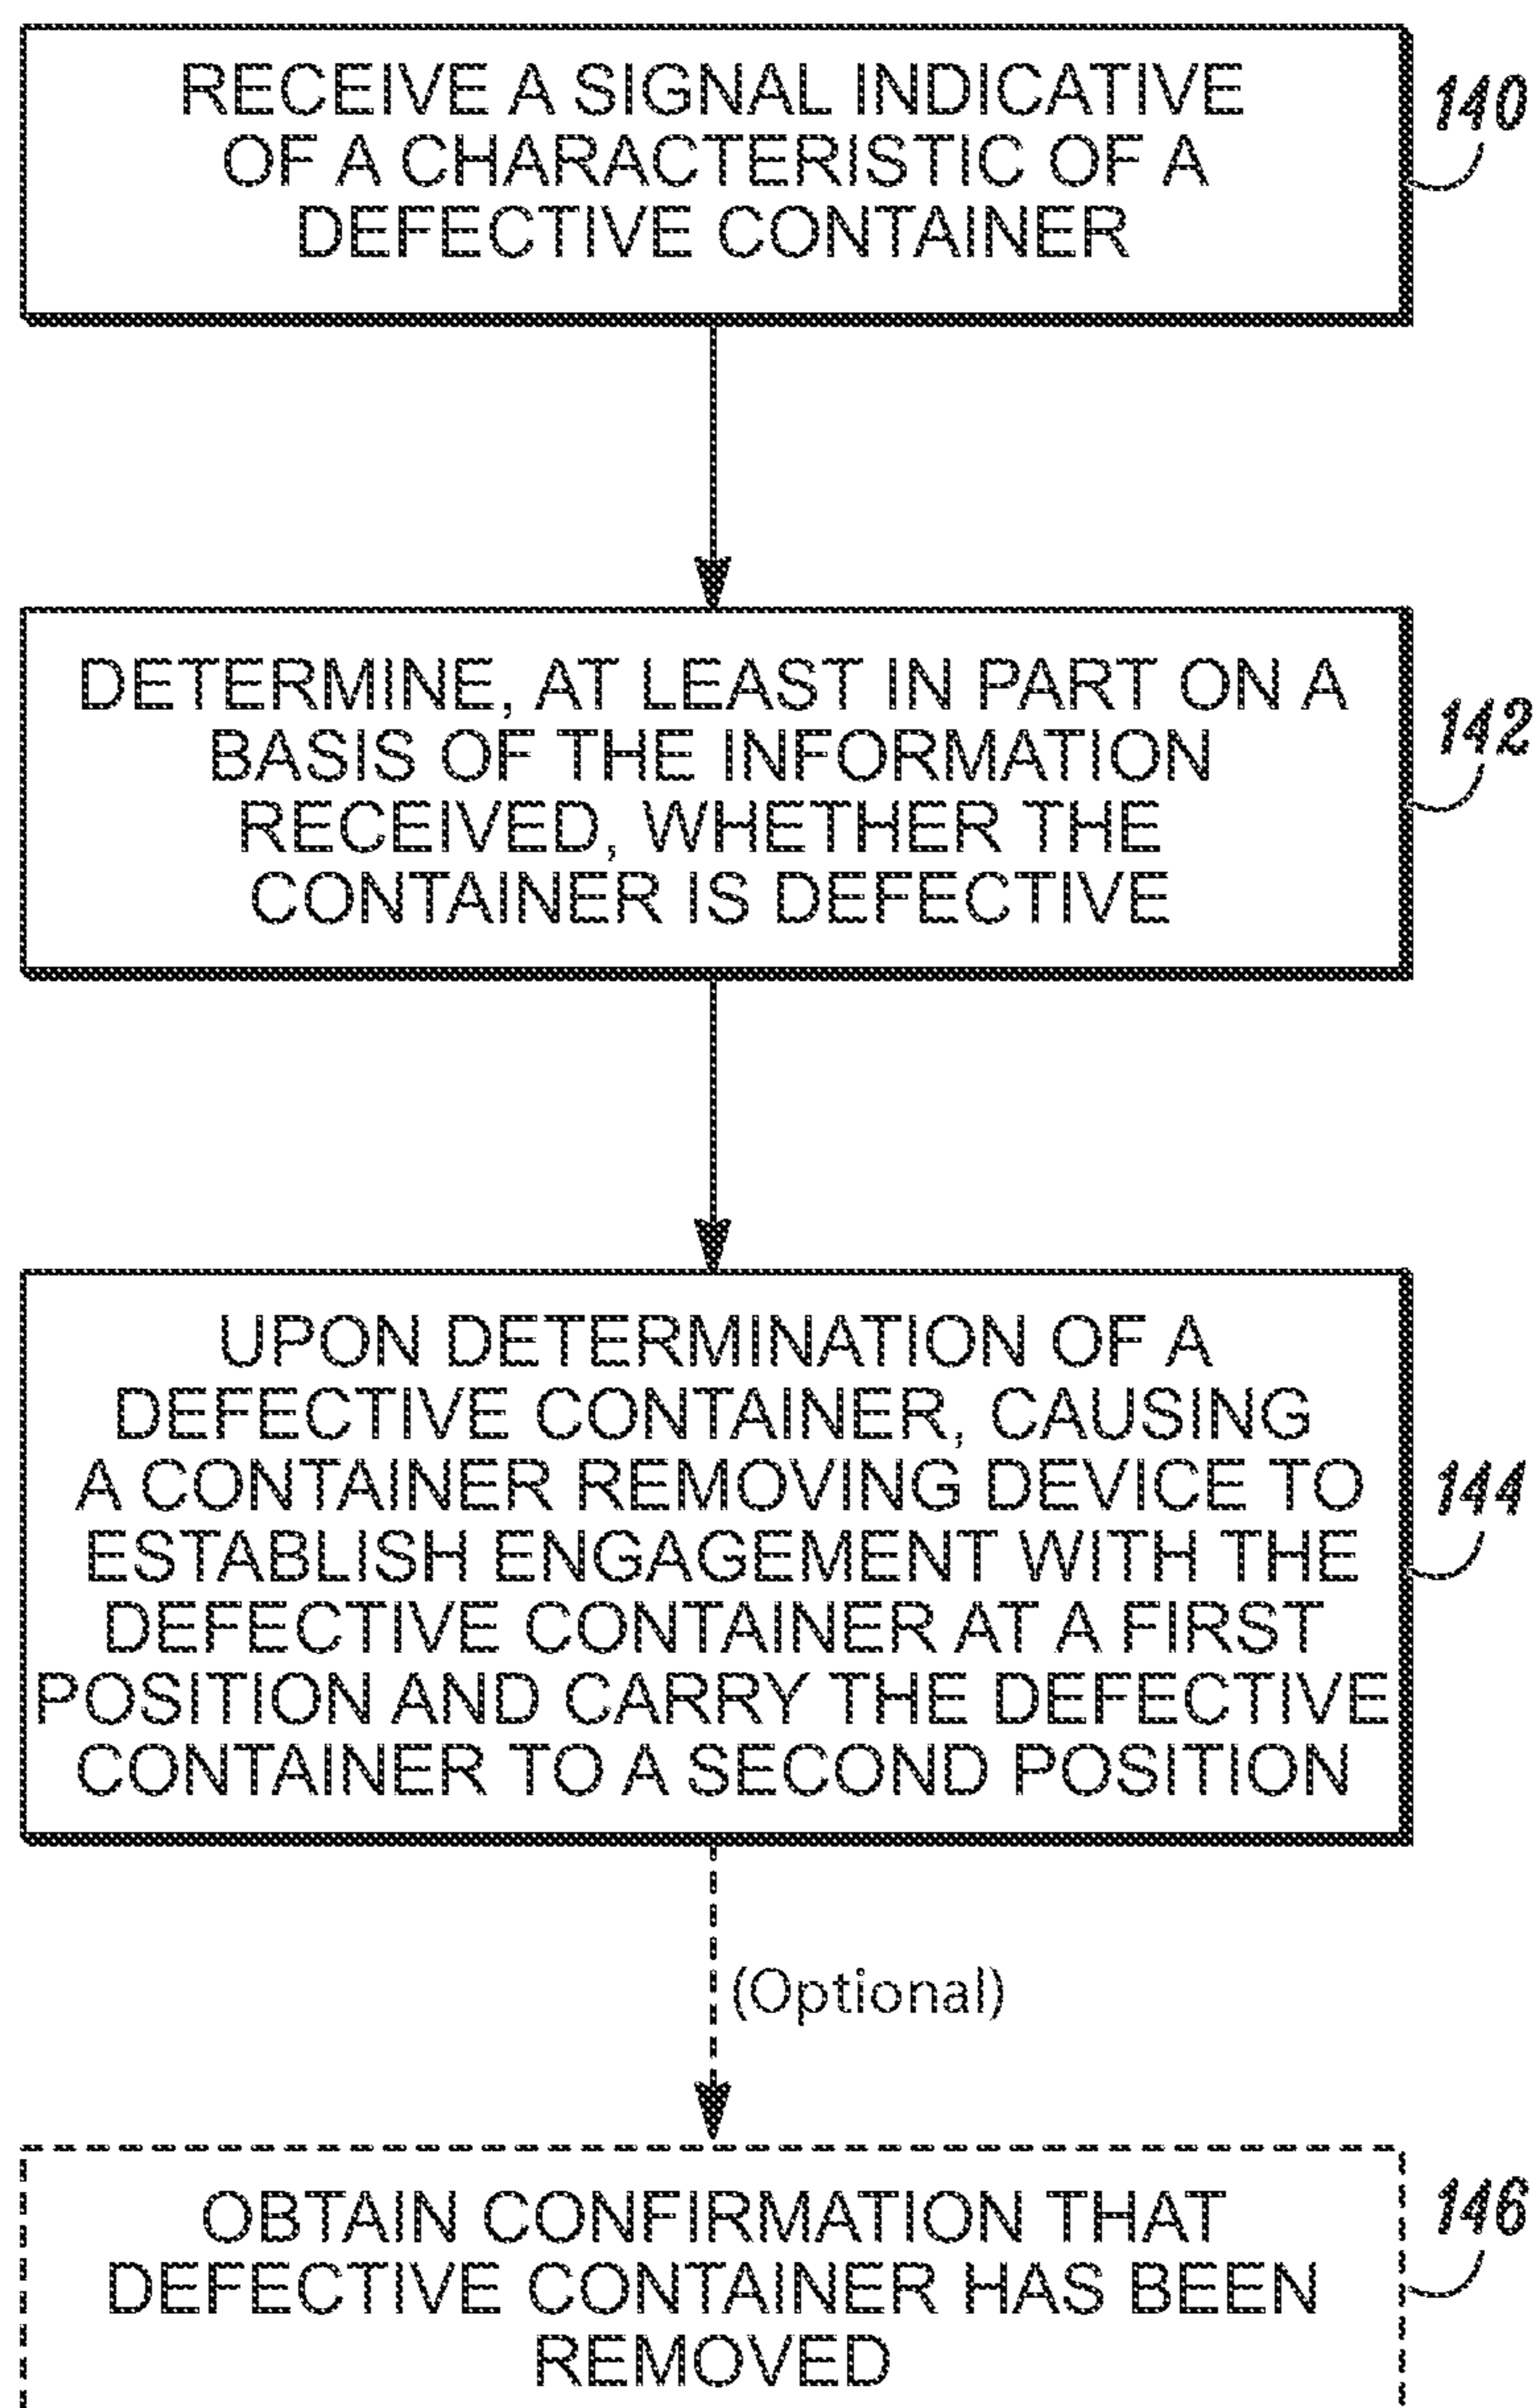 RECEIVE A SIGNAL INDICATIVE
OF A CHARACTERISTIC OF A
DEFECTIVE CONTAINER
140
DETERMINE, AT LEAST IN PART ON A
BASIS OF THE INFORMATION
RECEIVED, WHETHER THE
CONTAINER IS DEFECTIVE
142
UPON DETERMINATION OF A
DEFECTIVE CONTAINER, CAUSING
A CONTAINER REMOVING DEVICE TO
ESTABLISH ENGAGEMENT WITH THE
DEFECTIVE CONTAINER AT A FIRST
POSITION AND CARRY THE DEFECTIVE
CONTAINER TO A SECOND POSITION
144
(Optional)
OBTAIN CONFIRMATION THAT
DEFECTIVE CONTAINER HAS BEEN
REMOVED
146